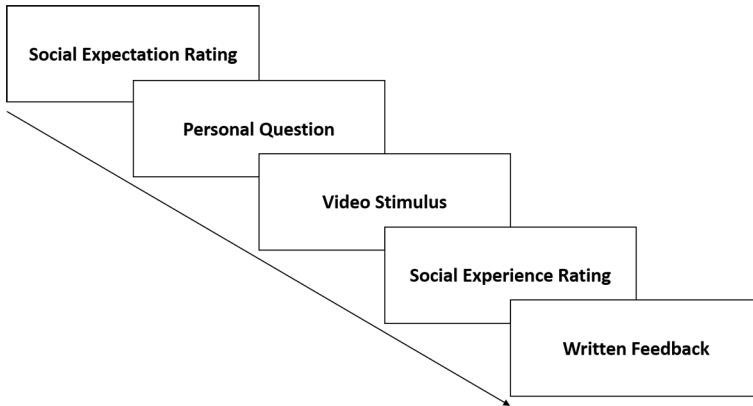 Social Expectation Rating
Personal Question
Video Stimulus
Social Experience Rating
Written Feedback